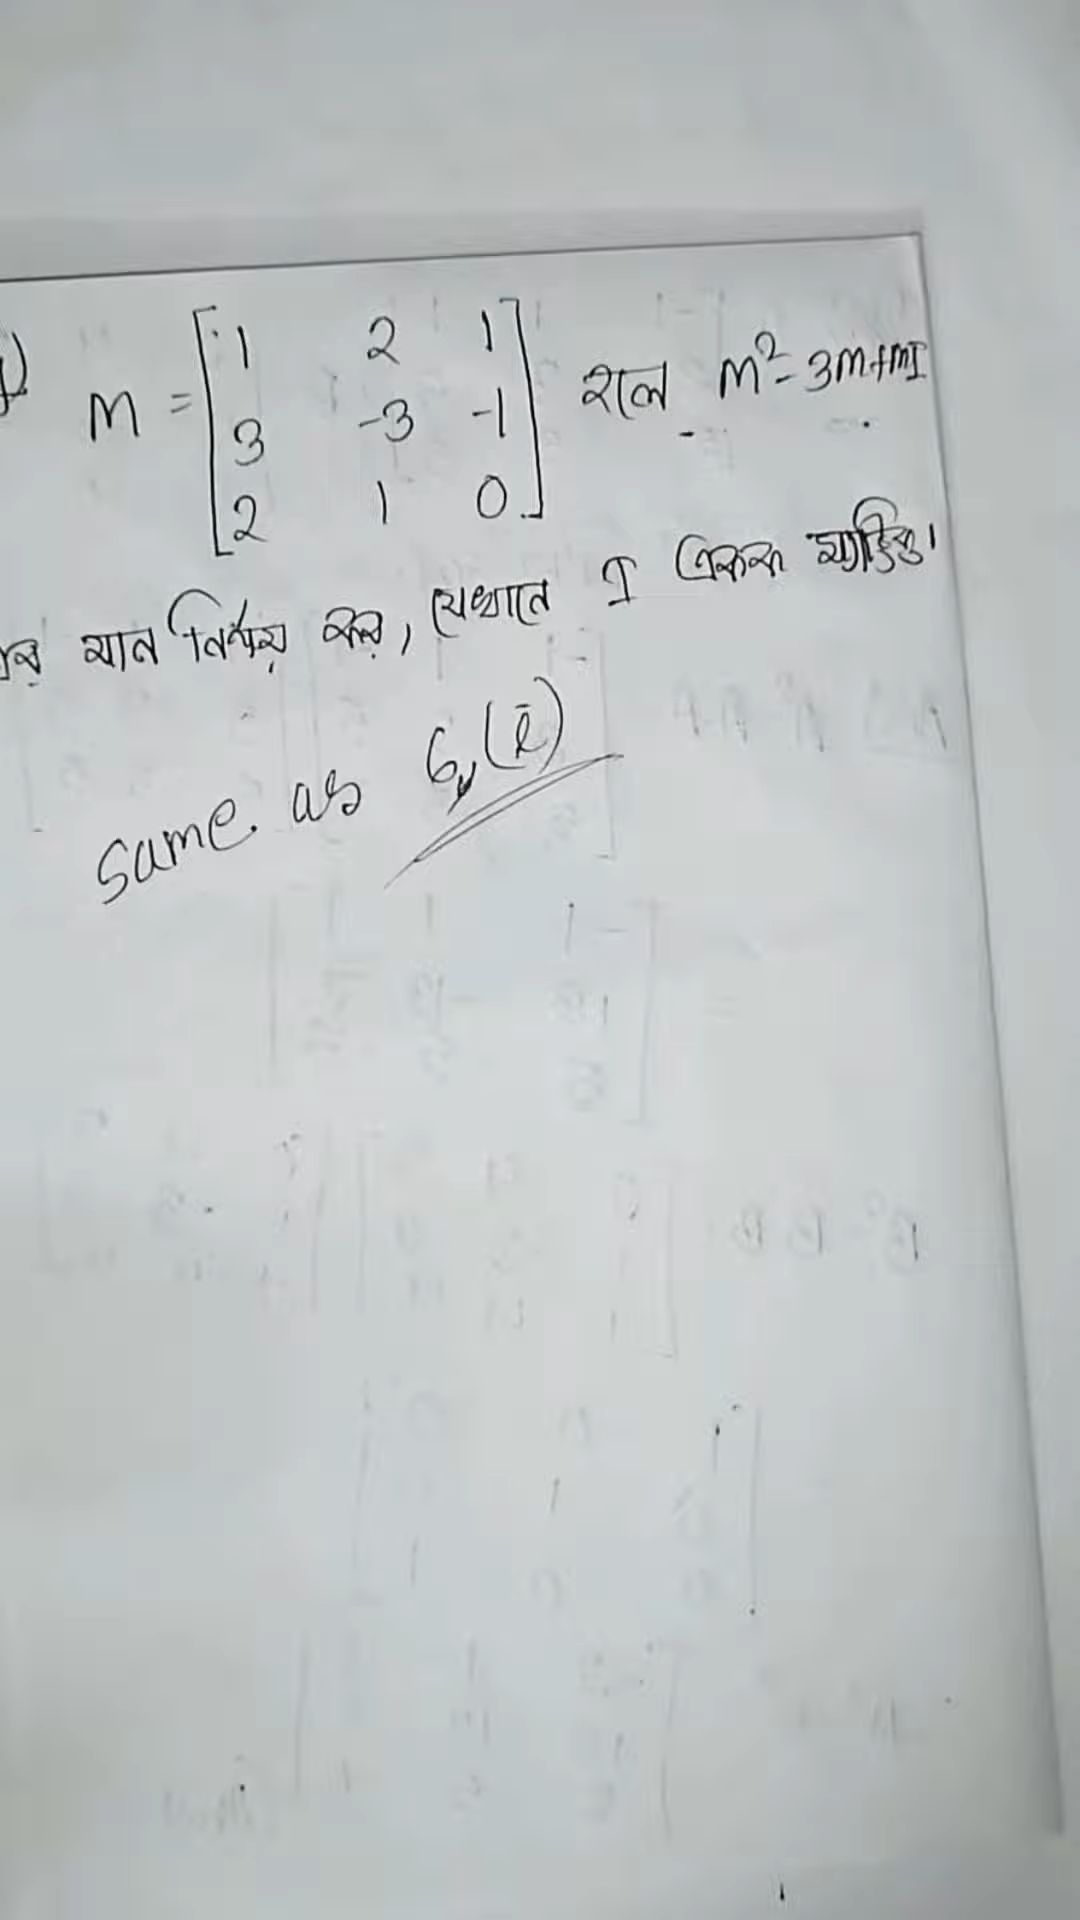 M = [1 2 1
3 -3 -1
2 1 0] হলে M²- 3M+MI
এর মান নির্ণয় কর, যেখানে I একক ম্যাট্রিক্স।
Same as 6,(ii)